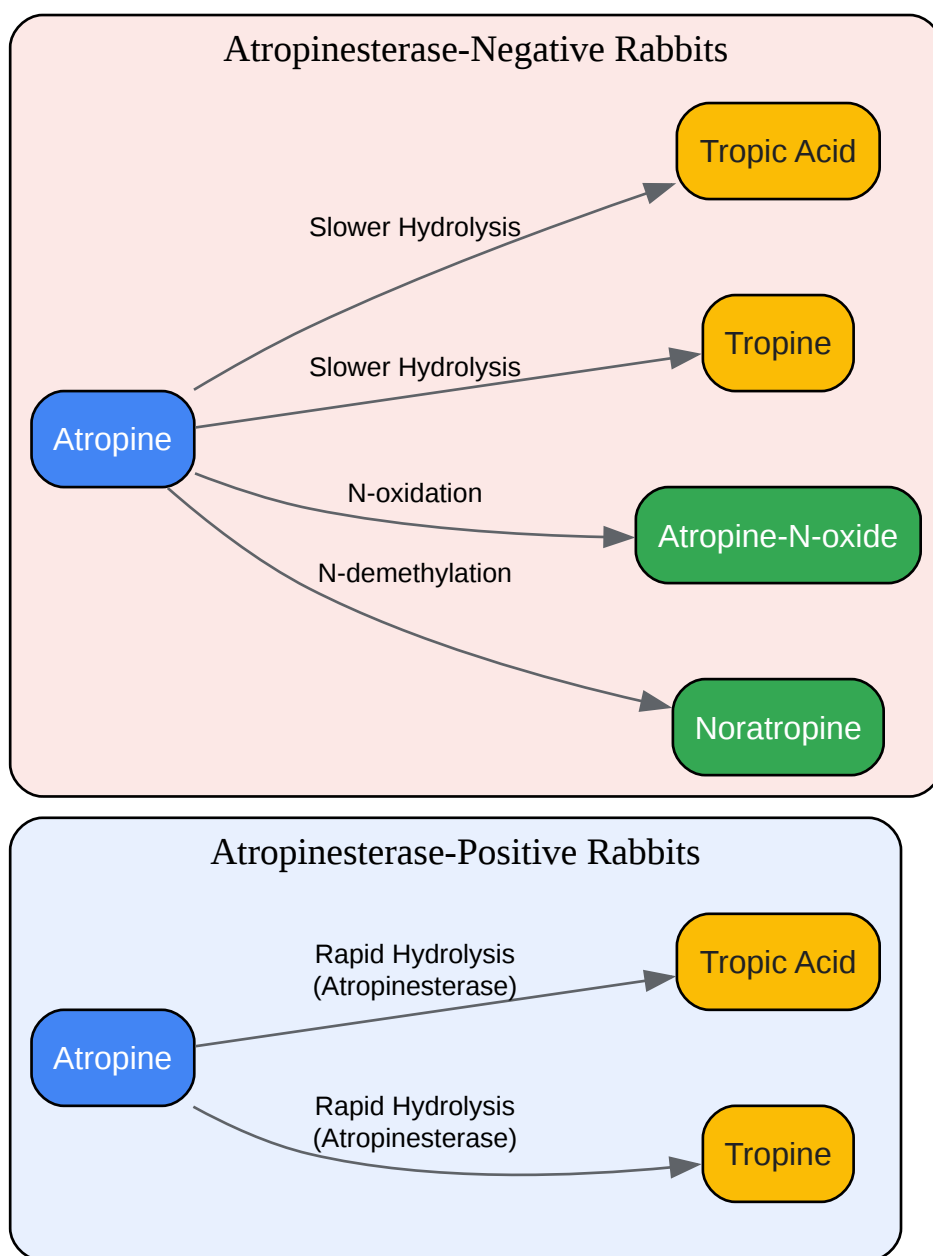 Atropinesterase-Negative Rabbits
Tropic Acid
Slower Hydrolysis
Tropine
Slower Hydrolysis
Atropine
N-oxidation
Atropine-N-oxide
N-demethylation
Noratropine
Atropinesterase-Positive Rabbits
Rapid Hydrolysis
(Atropinesterase)
Tropic Acid
Atropine
Rapid Hydrolysis
(Atropinesterase)
Tropine